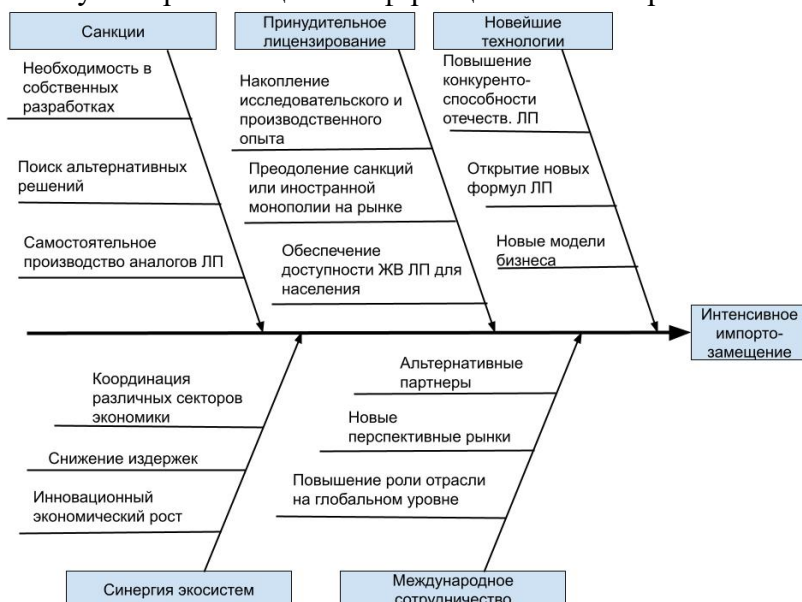 Санкции
Принудительное
лицензирование
Новейшие
технологии
Необходимость в
собственных
разработках
Поиск альтернативных
решений
Самостоятельное
производство аналогов ЛП
Накопление
исследовательского и
производственного
опыта
Преодоление санкций
или иностранной
монополии на рынке
Обеспечение
доступности ЖВ ЛП для
населения
Повышение
конкуренто-
способности
отечеств. ЛП
Открытие новых
формул ЛП
Новые модели
бизнеса
Интенсивное
импорто-
замещение
Координация
различных секторов
экономики
Снижение издержек
Инновационный
экономический рост
Альтернативные
партнеры
Новые
перспективные рынки
Повышение роли отрасли
на глобальном уровне
Синергия экосистем
Международное
сотрудничество